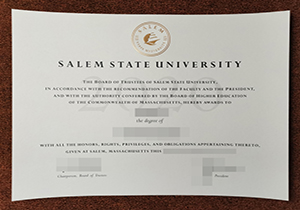 SALEM
SALEM STATE UNIVERSITY
THE BOARD OF TRUSTEES OF SALEM STATE UNIVERSITY,
IN ACCORDANCE WITH THE RECOMMENDATION OF THE FACULTY AND THE PRESIDENT,
AND WITH THE AUTHORITY CONFERRED BY THE BOARD OF HIGHER EDUCATION
OF THE COMMONWEALTH OF MASSACHUSETTS, HEREBY AWARDS TO
the degree of
WITH ALL THE HONORS, RIGHTS, PRIVILEGES, AND OBLIGATIONS APPERTAINING THERETO,
GIVEN AT SALEM, MASSACHUSETTS THIS
Chairperson, Board of Trustees
President